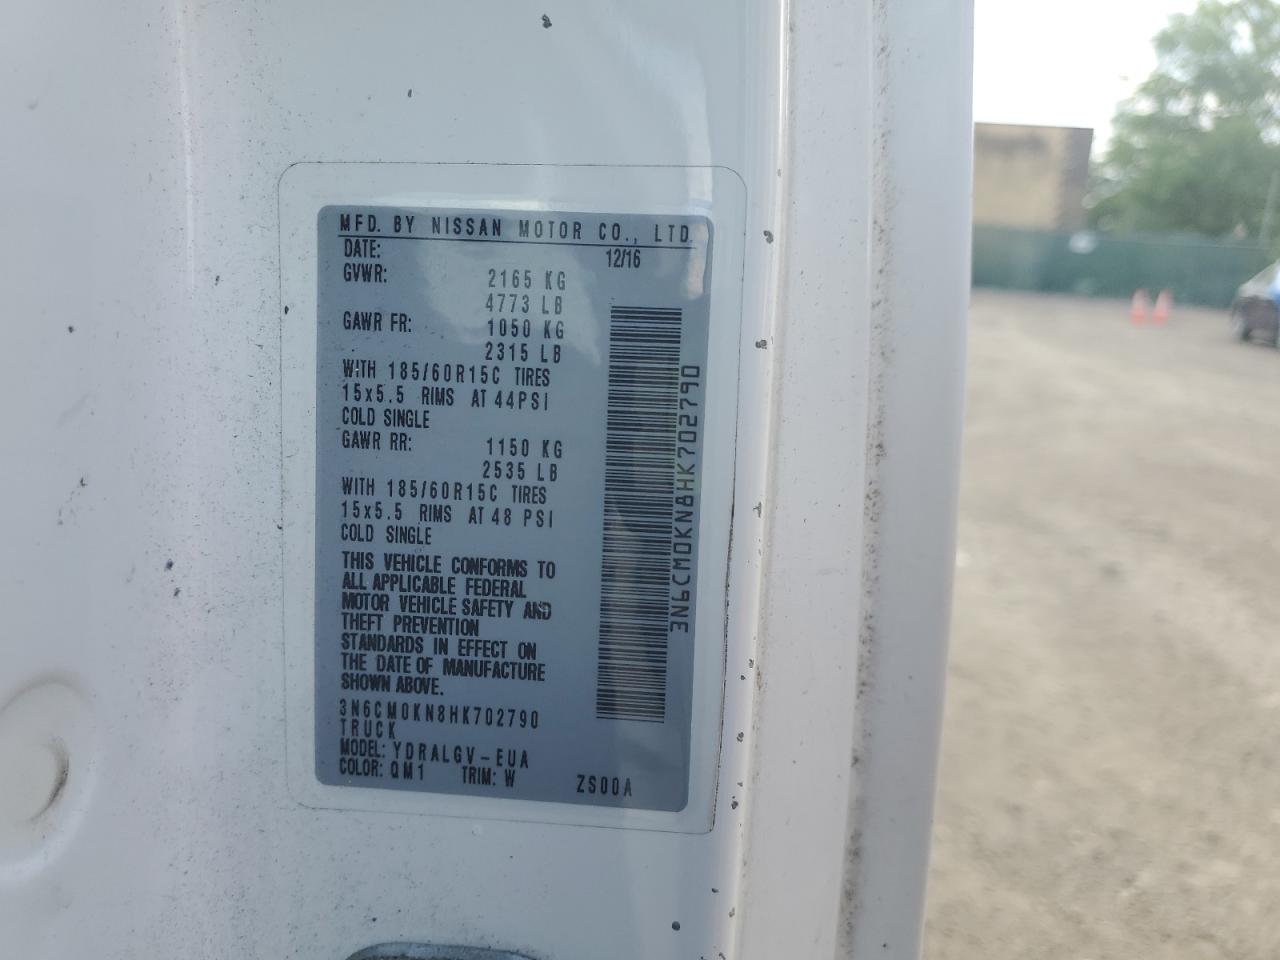 MFD. BY NISSAN MOTOR CO., LTD.
DATE: 12/16
GVWR: 2165 KG
4773 LB
GAWR FR: 1050 KG
2315 LB
WITH 185/60R15C TIRES
15x5.5 RIMS AT 44PSI
COLD SINGLE
GAWR RR: 1150 KG
2535 LB
WITH 185/60R15C TIRES
15x5.5 RIMS AT 48 PSI
COLD SINGLE
THIS VEHICLE CONFORMS TO
ALL APPLICABLE FEDERAL
MOTOR VEHICLE SAFETY AND
THEFT PREVENTION
STANDARDS IN EFFECT ON
THE DATE OF MANUFACTURE
SHOWN ABOVE.
3N6CM0KN8HK702790
TRUCK
MODEL: YDRALGV-EUA
COLOR: QM1 TRIM: W ZS00A
3N6CM0KN8HK702790